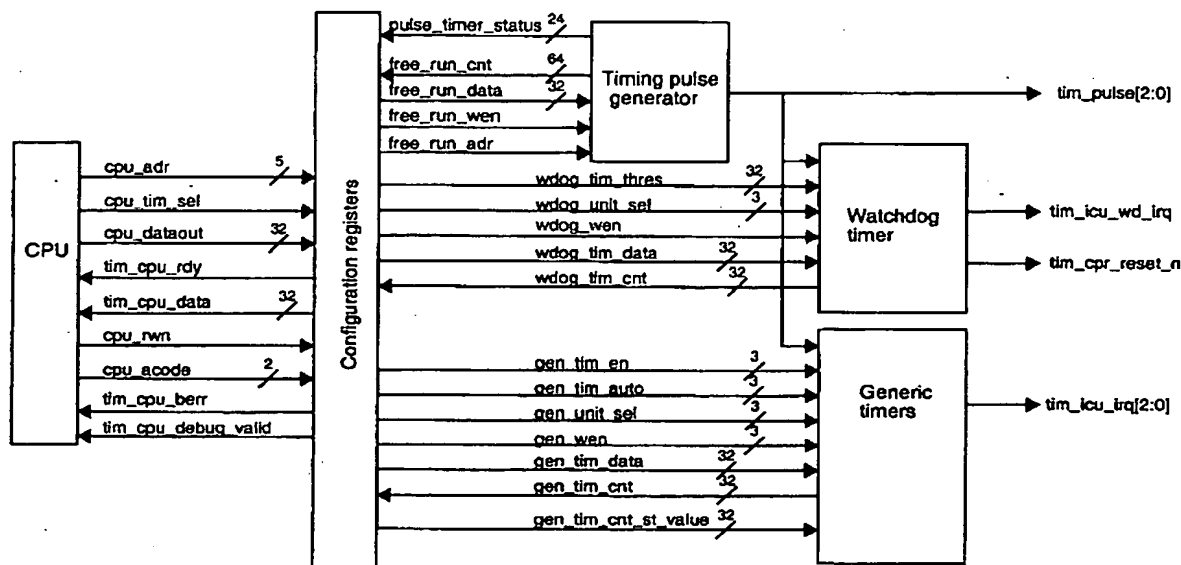 CPU
cpu_adr
5
cpu_tim_sel
cpu_dataout
32
tim_cpu_rdy
tim_cpu_data
32
cpu_rwn
cpu_acode
2
tim_cpu_berr
tim_cpu_debug_valid
Configuration registers
pulse_timer_status
24
free_run_cnt
64
free_run_data
32
free_run_wen
free_run_adr
Timing pulse
generator
tim_pulse[2:0]
wdog_tim_thres
32
wdog_unit_sel
3
wdog_wen
wdog_tim_data
32
wdog_tim_cnt
32
Watchdog
timer
tim_icu_wd_irq
tim_cpr_reset_n
gen_tim_en
3
gen_tim_auto
3
gen_unit_sel
3
gen_wen
3
gen_tim_data
32
gen_tim_cnt
32
gen_tim_cnt_st_value
32
Generic
timers
tim_icu_irq[2:0]